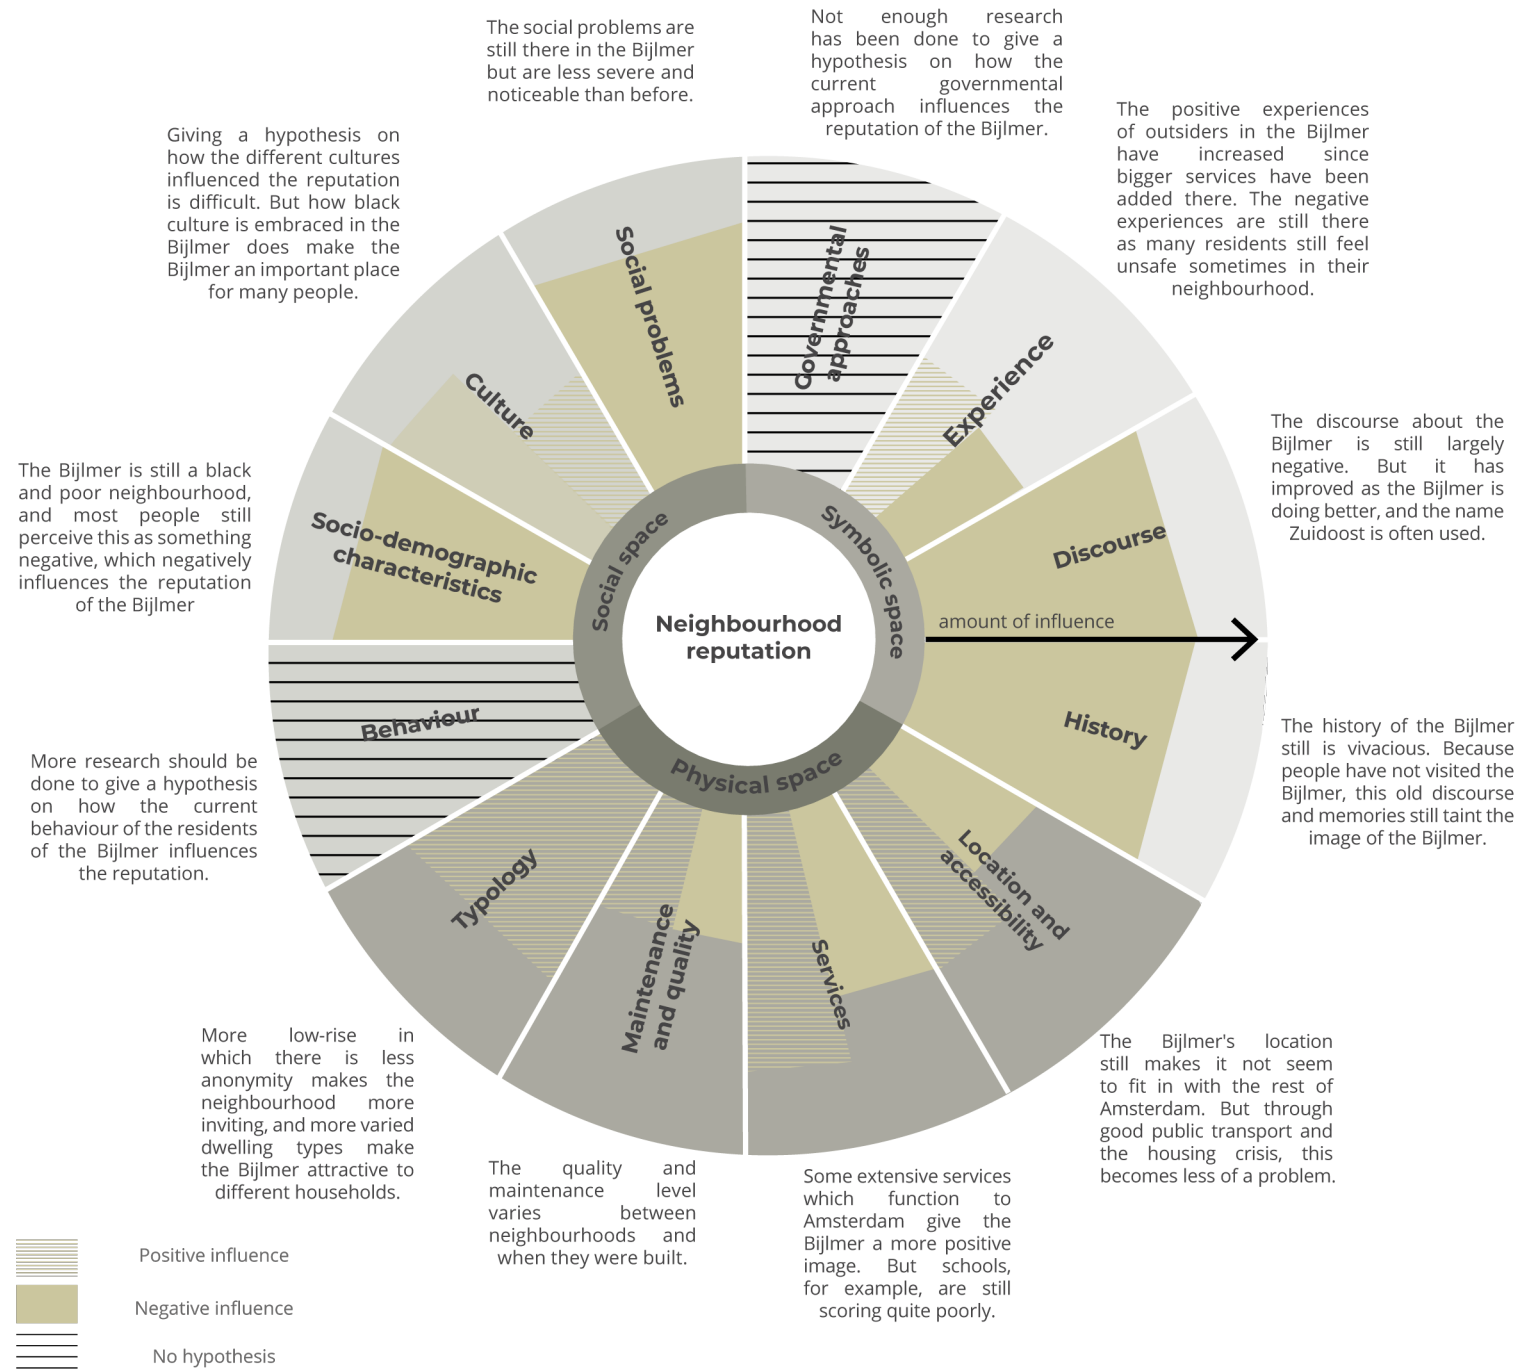 The social problems are
still there in the Bijlmer
but are less severe and
noticeable than before.
Not enough research
has been done to give a
hypothesis on how the
current governmental
approach influences the
reputation of the Bijlmer.
The positive experiences
of outsiders in the Bijlmer
have increased since
bigger services have been
added there. The negative
experiences are still there
as many residents still feel
unsafe sometimes in their
neighbourhood.
Giving a hypothesis on
how the different cultures
influenced the reputation
is difficult. But how black
culture is embraced in the
Bijlmer does make the
Bijlmer an important place
for many people.
The discourse about the
Bijlmer is still largely
negative. But it has
improved as the Bijlmer is
doing better, and the name
Zuidoost is often used.
The Bijlmer is still a black
and poor neighbourhood,
and most people still
perceive this as something
negative, which negatively
influences the reputation
of the Bijlmer
Social problems
Governmental
approaches
Experience
Culture
Discourse
Socio-demographic
characteristics
Social space
Symbolic space
Neighbourhood
reputation
amount of influence
Behaviour
History
Physical space
Typology
Maintenance
and quality
Services
Location and
accessibility
The history of the Bijlmer
still is vivacious. Because
people have not visited the
Bijlmer, this old discourse
and memories still taint the
image of the Bijlmer.
More research should be
done to give a hypothesis
on how the current
behaviour of the residents
of the Bijlmer influences
the reputation.
More low-rise in
which there is less
anonymity makes the
neighbourhood more
inviting, and more varied
dwelling types make
the Bijlmer attractive to
different households.
The quality and
maintenance level
varies between
neighbourhoods and
when they were built.
Some extensive services
which function to
Amsterdam give the
Bijlmer a more positive
image. But schools,
for example, are still
scoring quite poorly.
The Bijlmer's location
still makes it not seem
to fit in with the rest of
Amsterdam. But through
good public transport and
the housing crisis, this
becomes less of a problem.
Positive influence
Negative influence
No hypothesis